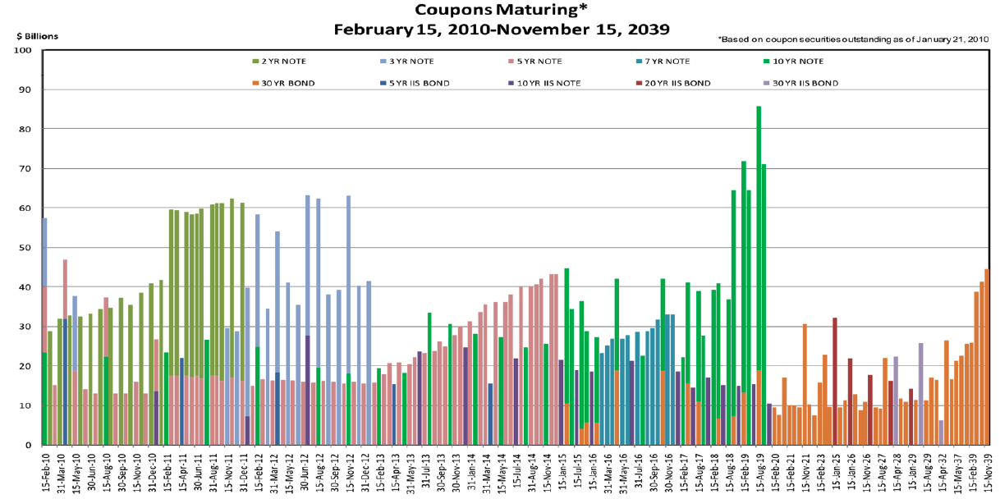 Coupons Maturing*
February 15, 2010-November 15, 2039
$ Billions
*Based on coupon securities outstanding as of January 21, 2010
100
90
80
70
60
50
40
30
20
10
0
2 YR NOTE 3 YR NOTE 5 YR NOTE 7 YR NOTE 10 YR NOTE
30 YR BOND 5 YR IIS BOND 10 YR IIS NOTE 20 YR IIS BOND 30 YR IIS BOND
15-Feb-10
31-Mar-10
15-May-10
30-Jun-10
15-Aug-10
30-Sep-10
15-Nov-10
31-Dec-10
15-Feb-11
15-Apr-11
30-Jun-11
31-Aug-11
15-Nov-11
31-Dec-11
15-Feb-12
31-Mar-12
15-May-12
30-Jun-12
15-Aug-12
30-Sep-12
15-Nov-12
31-Dec-12
15-Feb-13
15-Apr-13
31-May-13
31-Jul-13
30-Sep-13
30-Nov-13
31-Jan-14
31-Mar-14
15-May-14
15-Jul-14
31-Aug-14
15-Nov-14
15-Jan-15
15-Jul-15
15-Jan-16
31-Mar-16
31-May-16
31-Jul-16
30-Sep-16
30-Nov-16
15-Feb-17
15-Aug-17
15-Feb-18
15-Aug-18
15-Feb-19
15-Aug-19
15-Feb-20
15-Feb-21
15-Nov-21
15-Feb-23
15-Jan-25
15-Jan-26
15-Nov-26
15-Aug-27
15-Apr-28
15-Jan-29
15-Aug-29
15-Apr-32
15-May-37
15-Feb-39
15-Nov-39